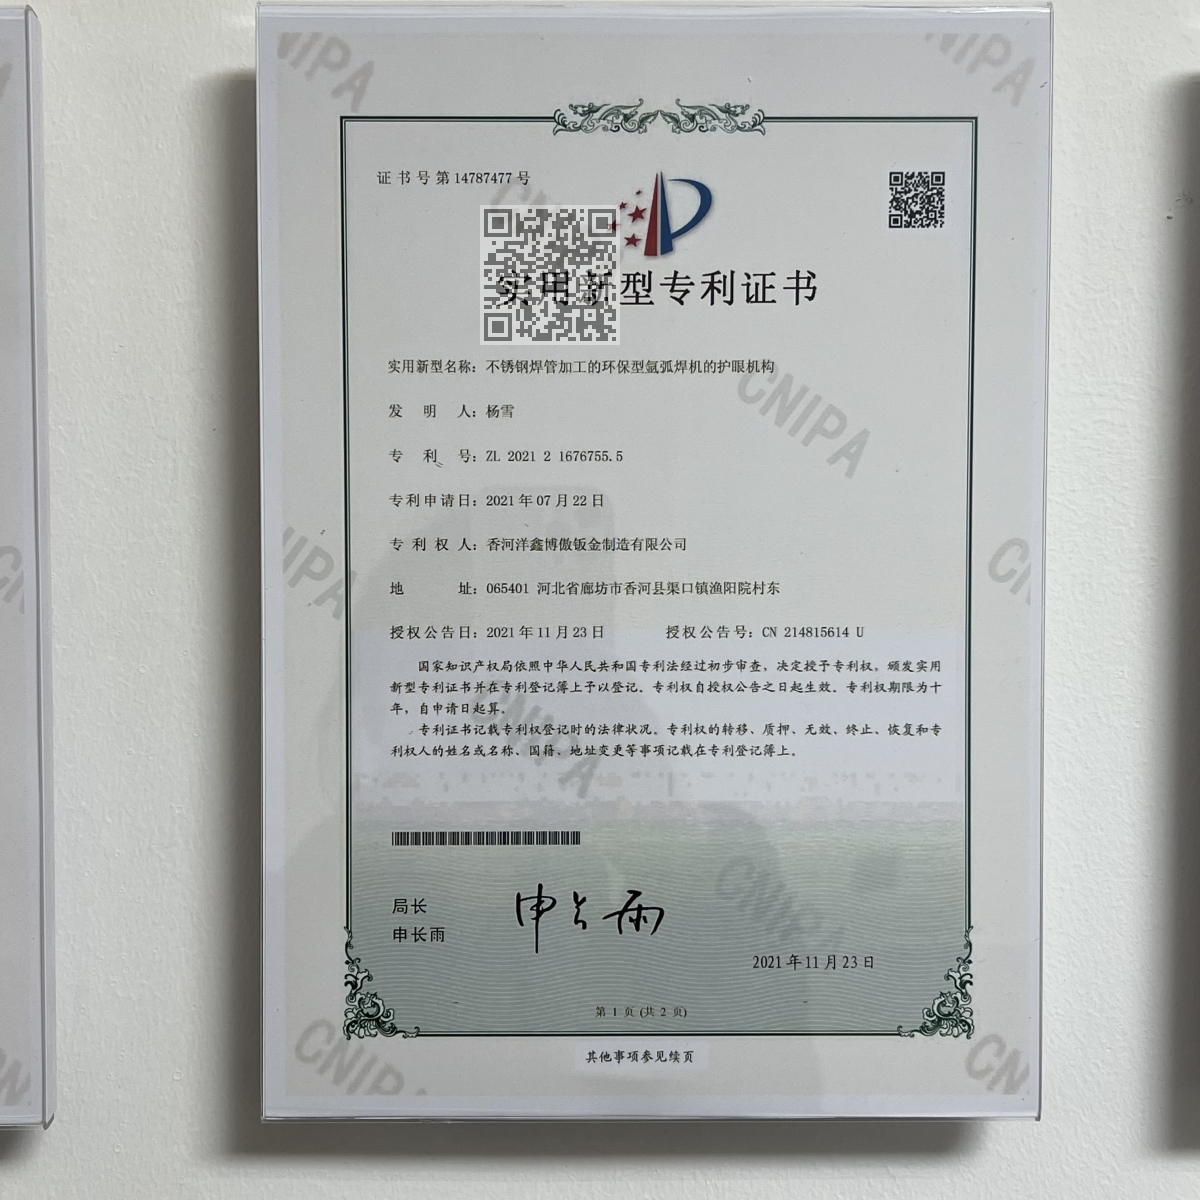 证书号第14787477号
实用新型专利证书
实用新型名称：不锈钢焊管加工的环保型氩弧焊机的护眼机构
发明人：杨雪
专利号：ZL 2021 2 1676755.5
专利申请日：2021年07月22日
专利权人：香河洋鑫博傲钣金制造有限公司
地址：065401 河北省廊坊市香河县渠口镇渔阳院村东
授权公告日：2021年11月23日 授权公告号：CN 214815614 U
国家知识产权局依照中华人民共和国专利法经过初步审查，决定授予专利权，颁发实用
新型专利证书并在专利登记簿上予以登记。专利权自授权公告之日起生效。专利权期限为十
年，自申请日起算。
专利证书记载专利权登记时的法律状况。专利权的转移、质押、无效、终止、恢复和专
利权人的姓名或名称、国籍、地址变更等事项记载在专利登记簿上。
局长
申长雨
申长雨
2021年11月23日
第 1 页 (共 2 页)
其他事项参见续页
CNIPA
CNIPA
CNIPA
CNIPA
CNIPA
CNIPA
CNIPA